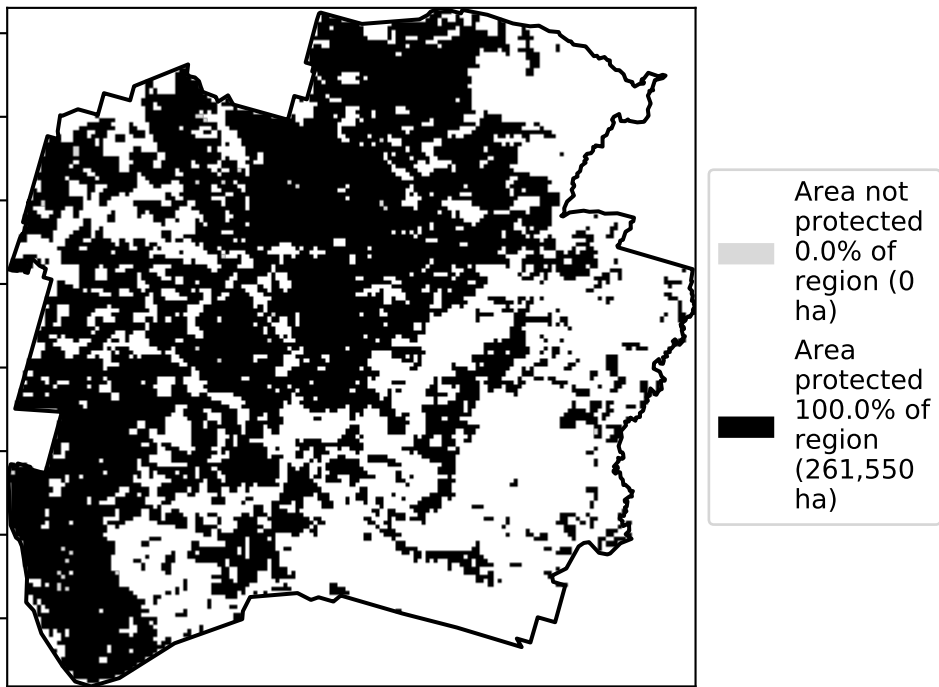 Area not
protected
0.0% of
region (0
ha)
Area
protected
100.0% of
region
(261,550
ha)